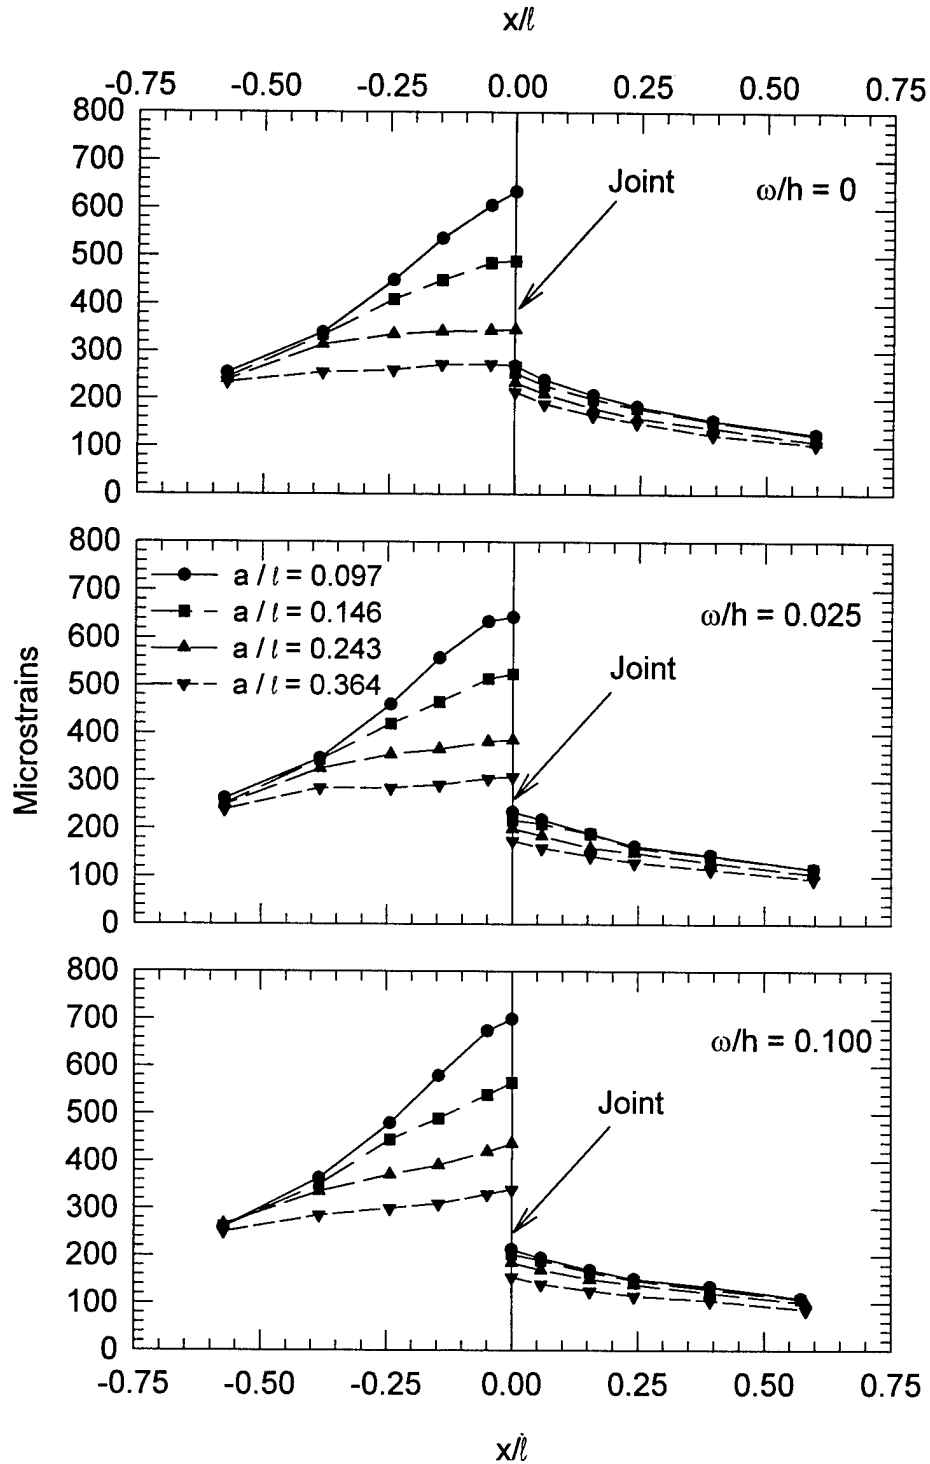 x/ℓ
-0.75 -0.50 -0.25 0.00 0.25 0.50 0.75
800
700
600
500
400
300
200
100
0
Joint
ω/h = 0
800
700
600
500
400
300
200
100
0
a / ℓ = 0.097
a / ℓ = 0.146
a / ℓ = 0.243
a / ℓ = 0.364
ω/h = 0.025
Joint
Microstrains
800
700
600
500
400
300
200
100
0
ω/h = 0.100
Joint
-0.75 -0.50 -0.25 0.00 0.25 0.50 0.75
x/ℓ